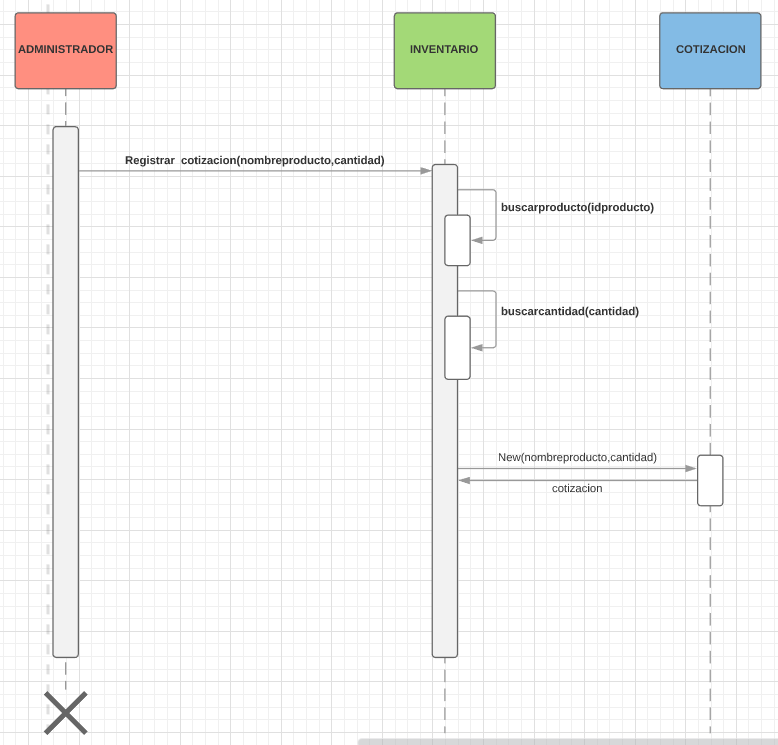 ADMINISTRADOR
INVENTARIO
COTIZACION
Registrar cotizacion(nombreproducto,cantidad)
buscarproducto(idproducto)
buscarcantidad(cantidad)
New(nombreproducto,cantidad)
cotizacion